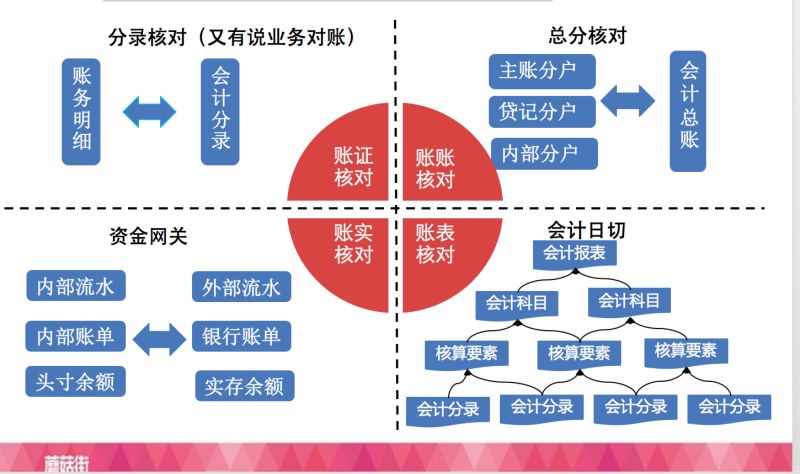 分录核对（又有说业务对账）
账务明细
会计分录
总分核对
主账分户
贷记分户
内部分户
会计总账
账证
核对
账账
核对
账实
核对
账表
核对
资金网关
内部流水
外部流水
内部账单
银行账单
头寸余额
实存余额
会计日切
会计报表
会计科目
会计科目
核算要素
核算要素
核算要素
会计分录
会计分录
会计分录
会计分录
蘑菇街